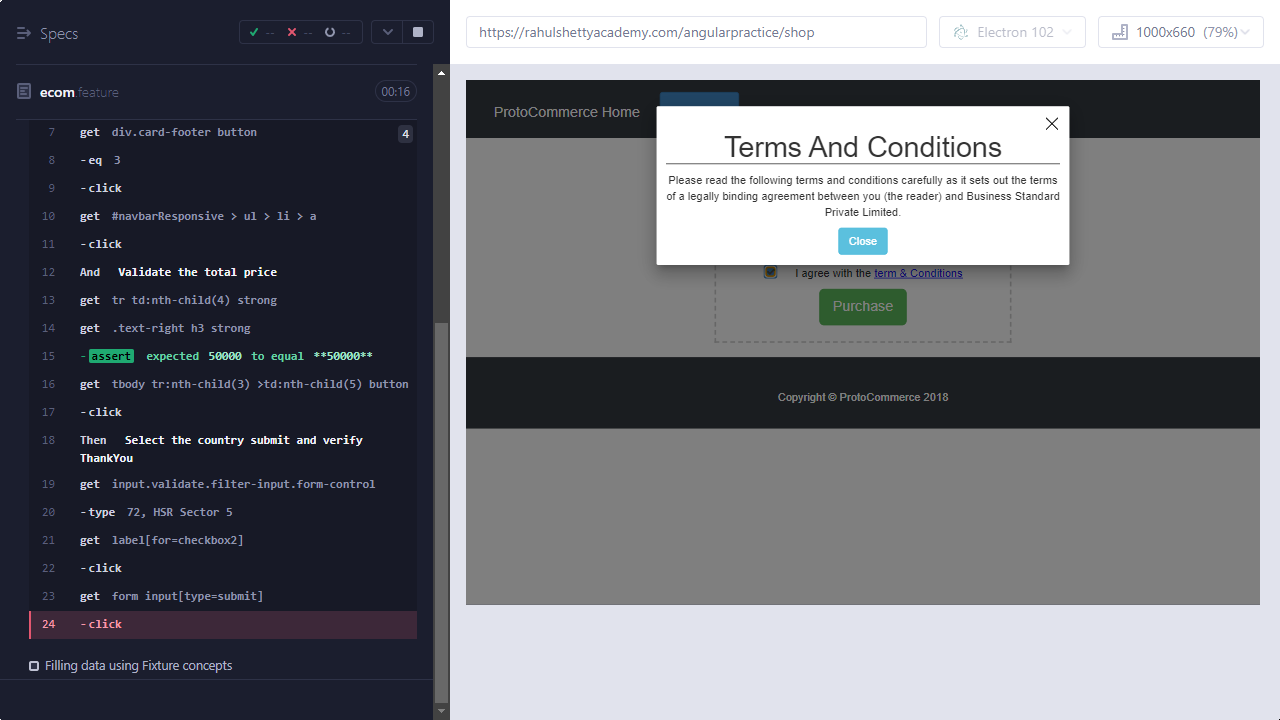 Specs
-- -- --
https://rahulshettyacademy.com/angularpractice/shop
Electron 102
1000x660 (79%)
ecom.feature
00:16
7 get div.card-footer button 4
8 -eq 3
9 -click
10 get #navbarResponsive > ul > li > a
11 -click
12 And Validate the total price
13 get tr td:nth-child(4) strong
14 get .text-right h3 strong
15 -assert expected 50000 to equal **50000**
16 get tbody tr:nth-child(3) >td:nth-child(5) button
17 -click
18 Then Select the country submit and verify
ThankYou
19 get input.validate.filter-input.form-control
20 -type 72, HSR Sector 5
21 get label[for=checkbox2]
22 -click
23 get form input[type=submit]
24 -click
Filling data using Fixture concepts
ProtoCommerce Home
Terms And Conditions
Please read the following terms and conditions carefully as it sets out the terms
of a legally binding agreement between you (the reader) and Business Standard
Private Limited.
Close
I agree with the term & Conditions
Purchase
Copyright © ProtoCommerce 2018